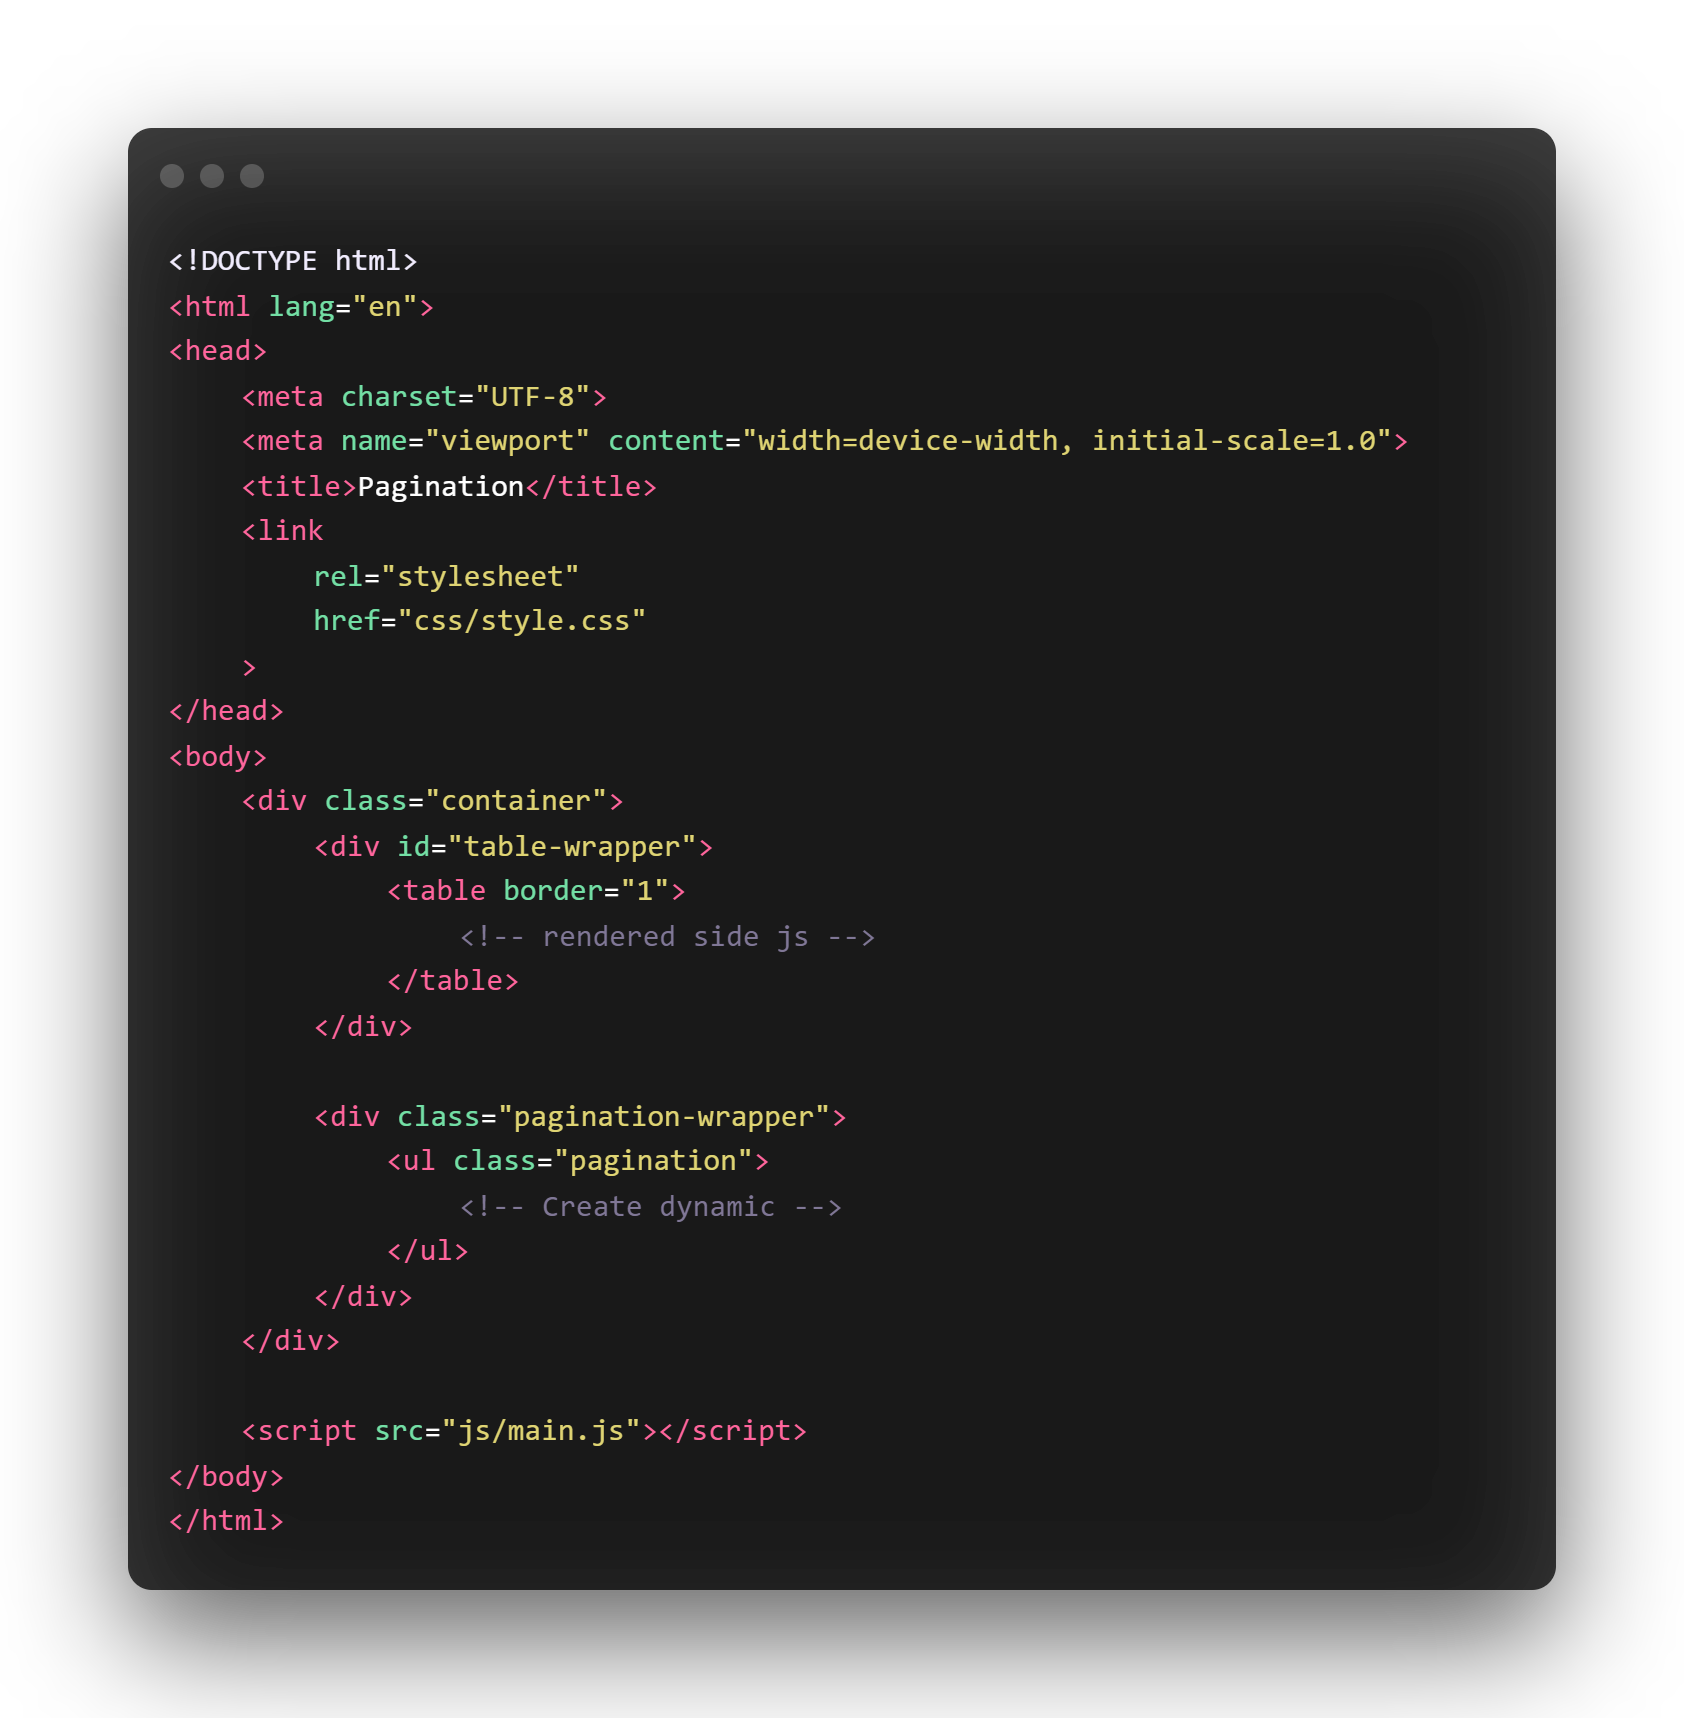 <!DOCTYPE html>
<html lang="en">
<head>
<meta charset="UTF-8">
<meta name="viewport" content="width=device-width, initial-scale=1.0">
<title>Pagination</title>
<link
rel="stylesheet"
href="css/style.css"
>
</head>
<body>
<div class="container">
<div id="table-wrapper">
<table border="1">
<!-- rendered side js -->
</table>
</div>
<div class="pagination-wrapper">
<ul class="pagination">
<!-- Create dynamic -->
</ul>
</div>
</div>
<script src="js/main.js"></script>
</body>
</html>